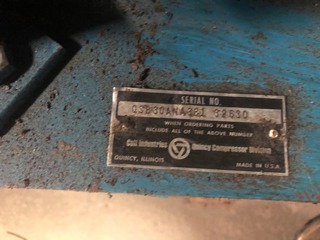 SERIAL NO.
WHEN ORDERING PARTS
INCLUDE ALL OF THE ABOVE NUMBER
Colt Industries Quincy Compressor Division
QUINCY, ILLINOIS MADE IN U.S.A.